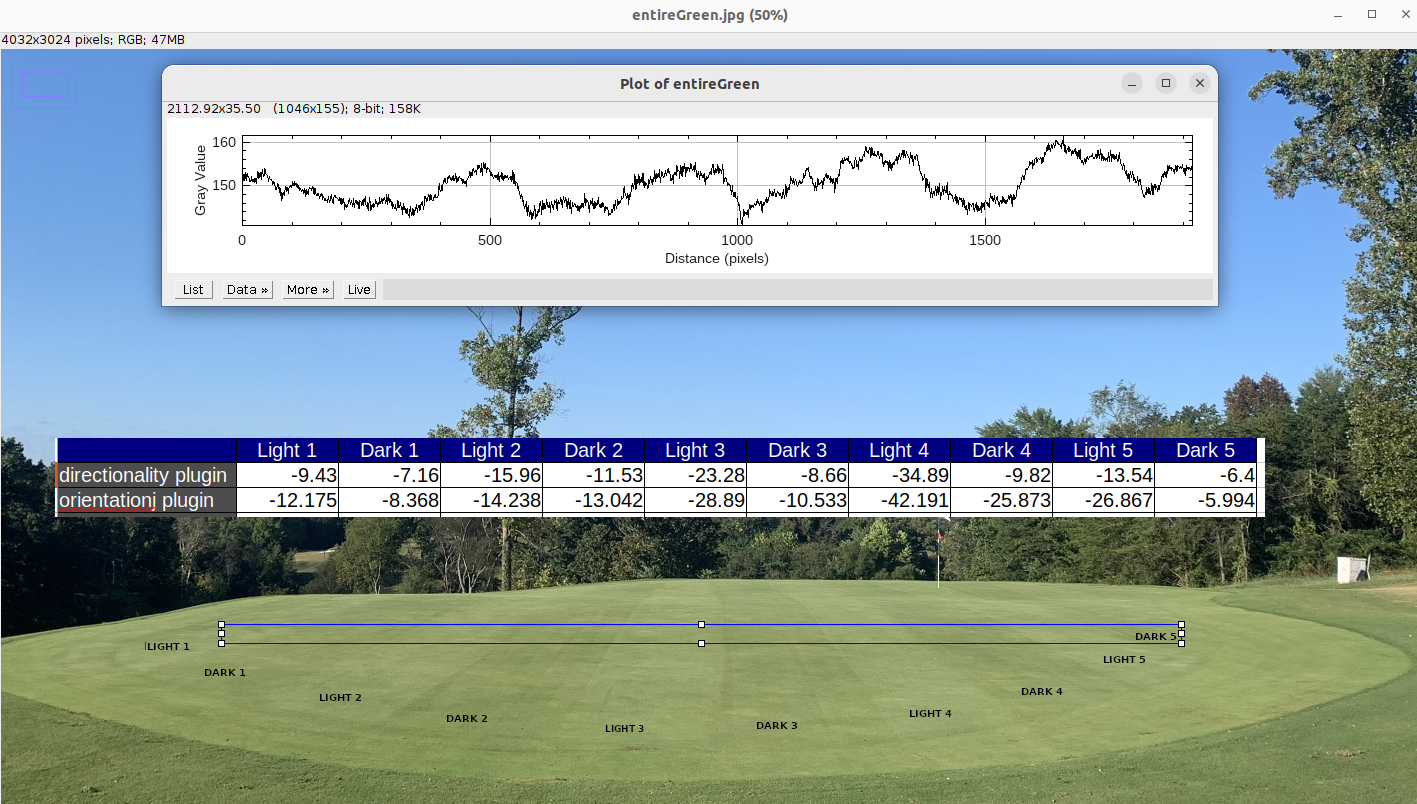 entireGreen.jpg (50%)
4032x3024 pixels; RGB; 47MB
Plot of entireGreen
2112.92x35.50 (1046x155); 8-bit; 158K
160
150
Gray Value
0 500 1000 1500
Distance (pixels)
List Data » More » Live
Light 1 Dark 1 Light 2 Dark 2 Light 3 Dark 3 Light 4 Dark 4 Light 5 Dark 5
directionality plugin -9.43 -7.16 -15.96 -11.53 -23.28 -8.66 -34.89 -9.82 -13.54 -6.4
orientationj plugin -12.175 -8.368 -14.238 -13.042 -28.89 -10.533 -42.191 -25.873 -26.867 -5.994
DARK 5
LIGHT 1
LIGHT 5
DARK 1
DARK 4
LIGHT 2
LIGHT 4
DARK 2
DARK 3
LIGHT 3